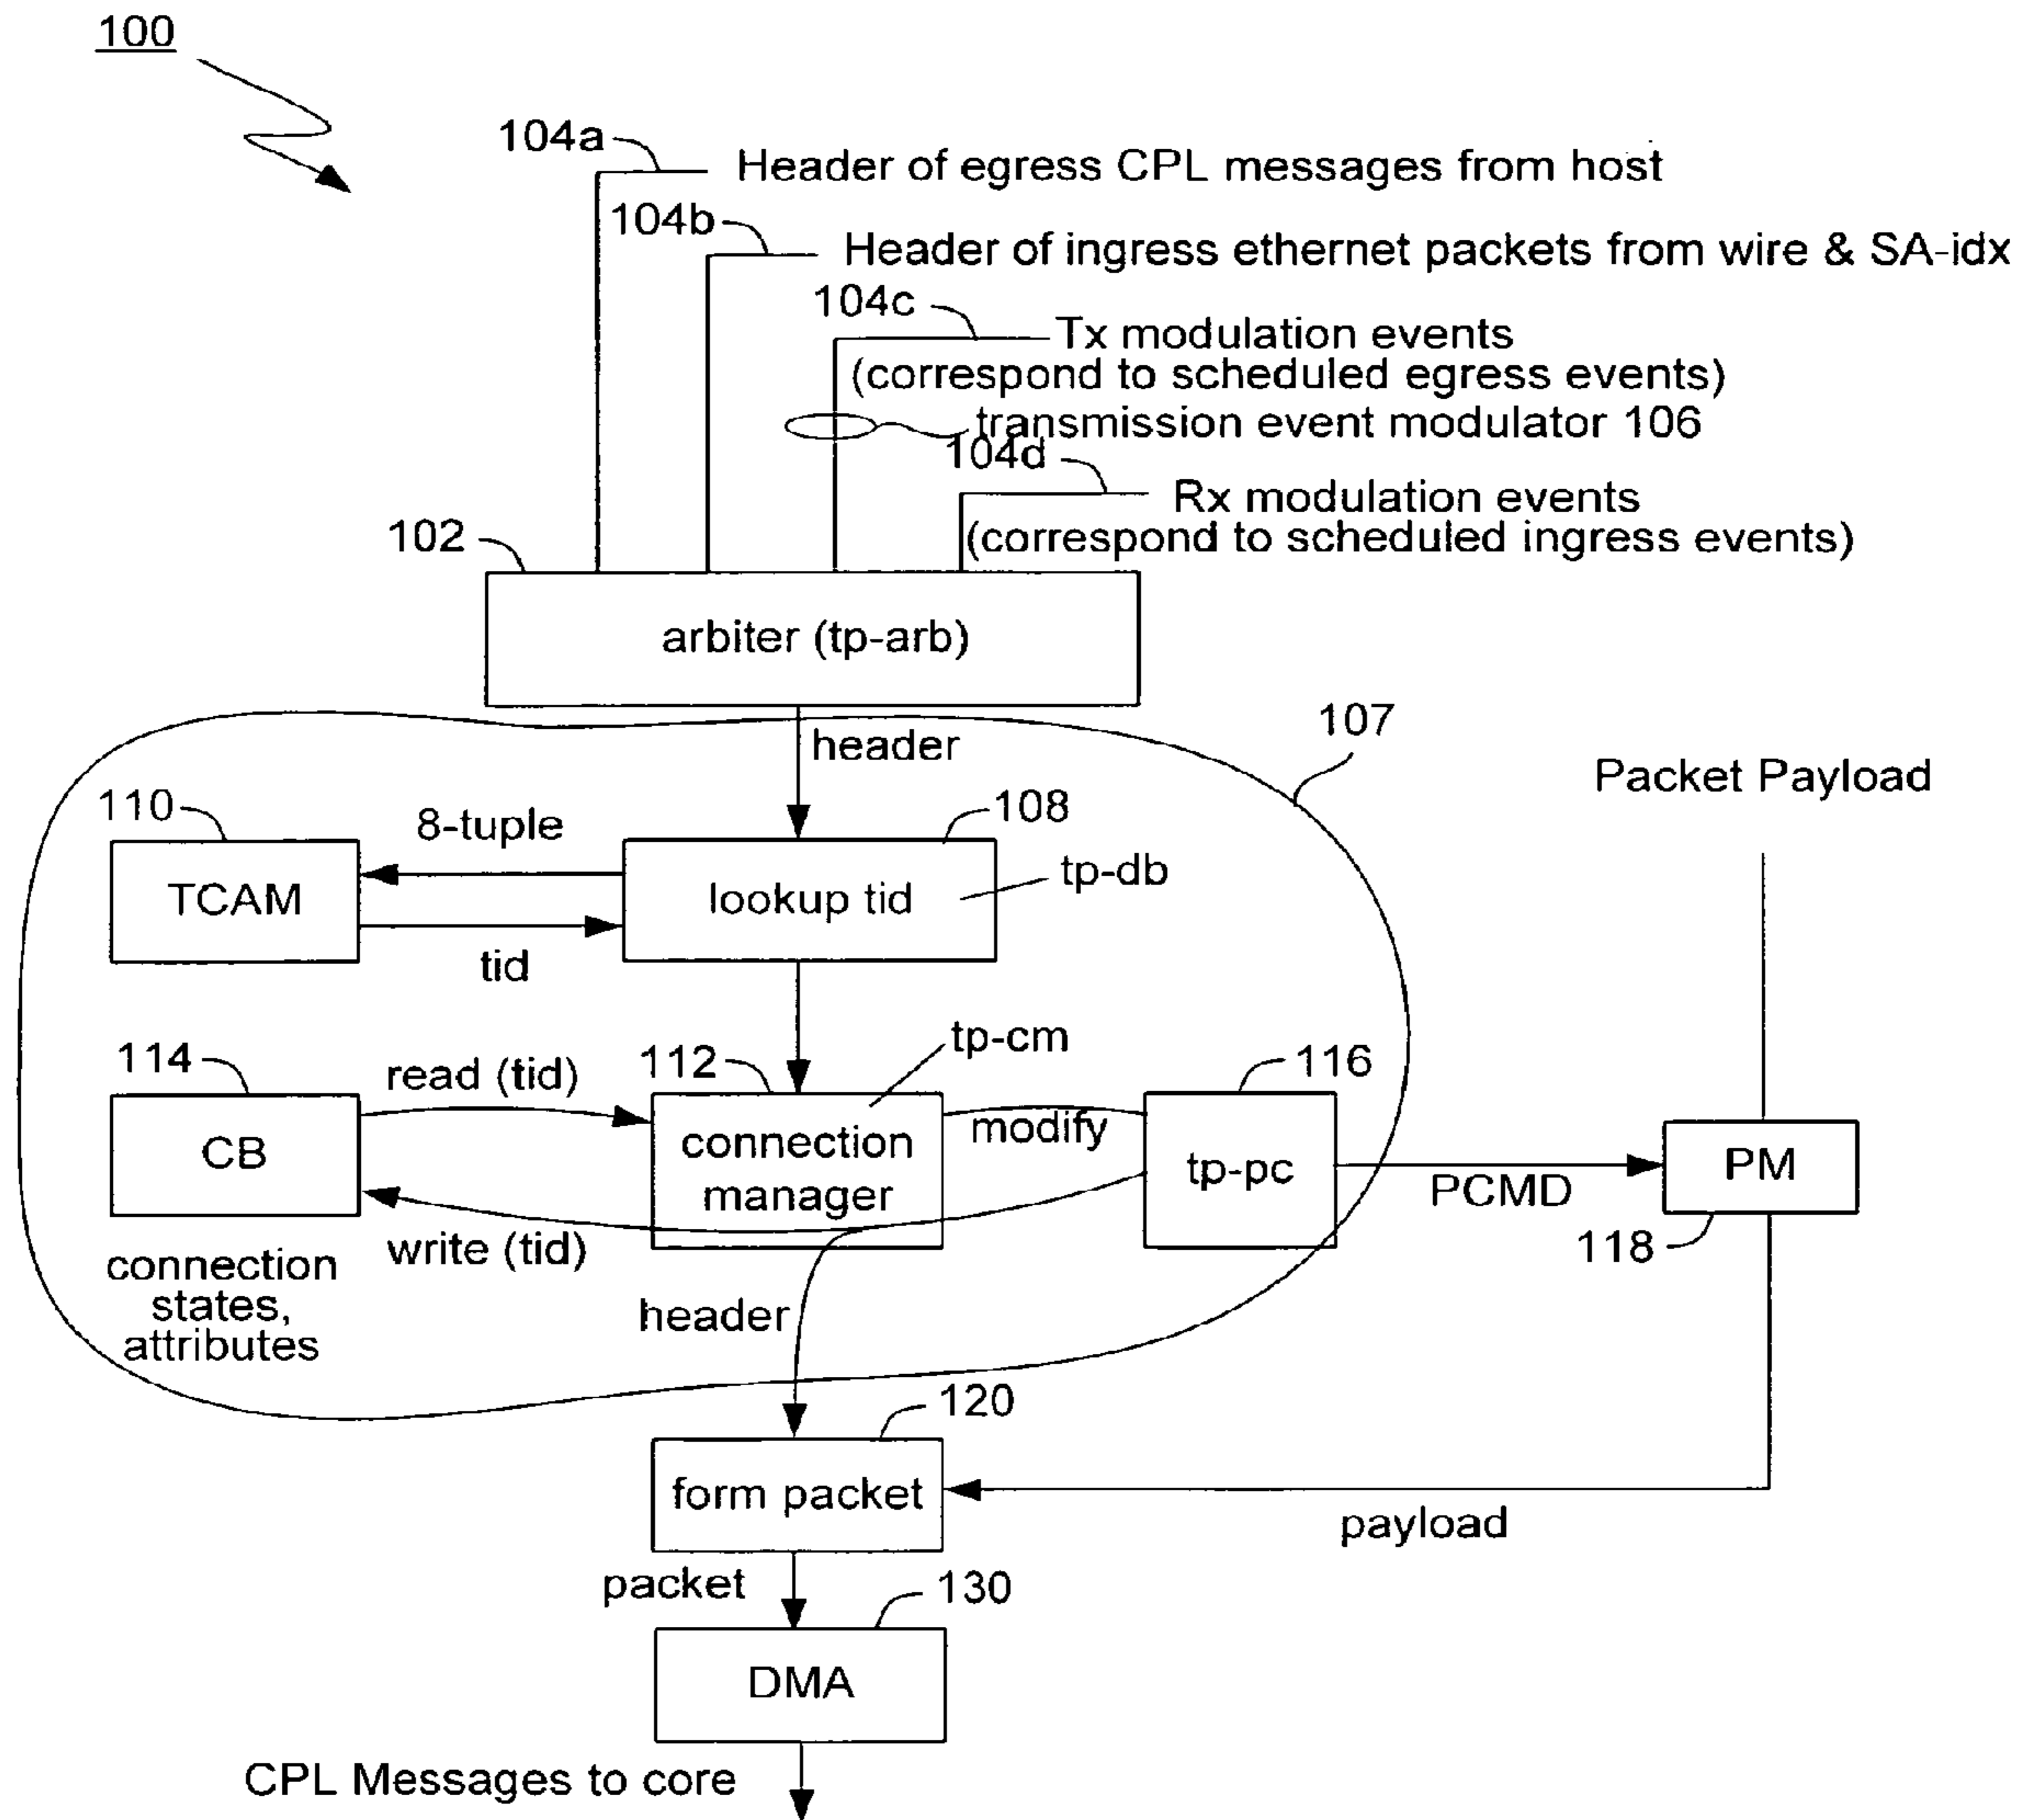 100
104a
Header of egress CPL messages from host
104b
Header of ingress ethernet packets from wire & SA-idx
104c
Tx modulation events
(correspond to scheduled egress events)
transmission event modulator 106
104d
Rx modulation events
(correspond to scheduled ingress events)
102
arbiter (tp-arb)
107
header
Packet Payload
110
8-tuple
108
TCAM
lookup tid
tp-db
tid
114
read (tid)
112
tp-cm
116
CB
connection
manager
modify
tp-pc
PCMD
PM
118
write (tid)
connection
states,
attributes
header
120
form packet
payload
packet
130
DMA
CPL Messages to core